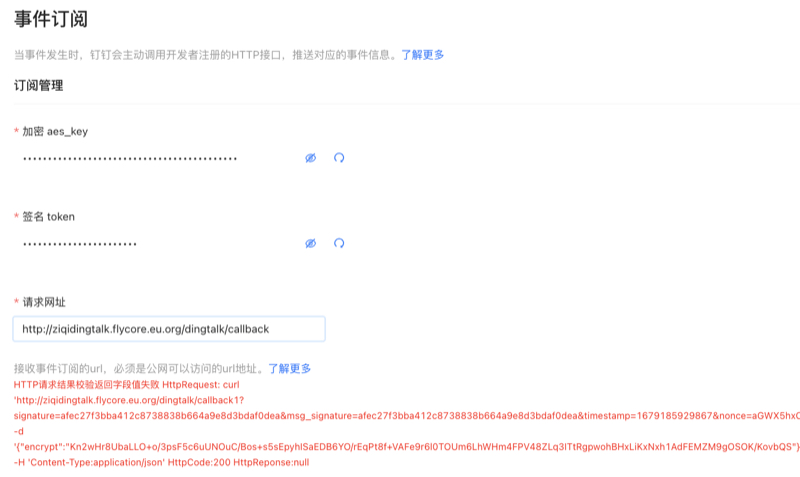 事件订阅
当事件发生时，钉钉会主动调用开发者注册的HTTP接口，推送对应的事件信息。了解更多
订阅管理
* 加密 aes_key
* 签名 token
* 请求网址
http://ziqidingtalk.flycore.eu.org/dingtalk/callback
接收事件订阅的url，必须是公网可以访问的url地址。了解更多
HTTP请求结果校验返回字段值失败 HttpRequest: curl
'http://ziqidingtalk.flycore.eu.org/dingtalk/callback1?
signature=afec27f3bba412c8738838b664a9e8d3bdaf0dea&msg_signature=afec27f3bba412c8738838b664a9e8d3bdaf0dea&timestamp=1679185929867&nonce=aGWX5hxC
-d
'{"encrypt":"Kn2wHr8UbaLLO+o/3psF5c6uUNOuC/Bos+s5sEpyhISaEDB6YO/rEqPt8f+VAFe9r6I0TOUm6LhWHm4FPV48ZLq3ITtRgpwohBHxLiKxNxh1AdFEMZM9gOSOK/KovbQS"}
-H 'Content-Type:application/json' HttpCode:200 HttpReponse:null